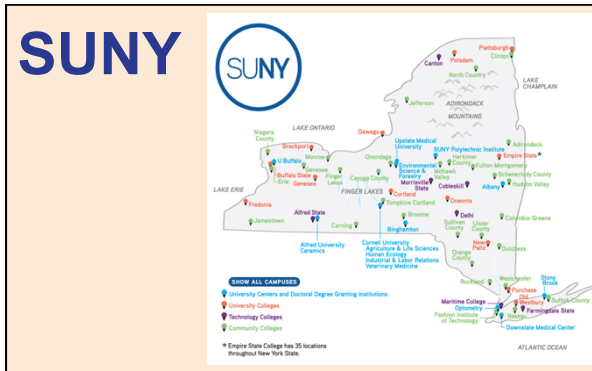 SUNY
SUNY
Plattsburgh
Clinton
Canton
Potsdam
North Country
LAKE
CHAMPLAIN
Jefferson
ADIRONDACK
MOUNTAINS
LAKE ONTARIO
Oswego
Upstate Medical
University
SUNY Polytechnic Institute
Adirondack
Niagara
County
Brockport
Monroe
Onondaga
Environmental
Science &
Forestry
Herkimer
County
Mohawk
Valley
Empire State*
Fulton-Montgomery
U Buffalo
Buffalo State
Erie
Genesee
Geneseo
Finger
Lakes
Cayuga County
Morrisville
State
Cobleskill
Schenectady County
Albany
Hudson Valley
LAKE ERIE
FINGER LAKES
Cortland
Tompkins Cortland
Oneonta
Fredonia
Jamestown
Alfred State
Corning
Broome
Binghamton
Delhi
Sullivan
County
Ulster
County
Columbia-Greene
Alfred University
Ceramics
Cornell University
Agriculture & Life Sciences
Human Ecology
Industrial & Labor Relations
Veterinary Medicine
New
Paltz
Orange
County
Dutchess
Rockland
Westchester
Stony
Brook
SHOW ALL CAMPUSES
University Centers and Doctoral Degree Granting Institutions
University Colleges
Technology Colleges
Community Colleges
Maritime College
Optometry
Fashion Institute
of Technology
Purchase
Old
Westbury
Suffolk County
Nassau
Farmingdale State
Downstate Medical Center
* Empire State College has 35 locations
throughout New York State.
ATLANTIC OCEAN